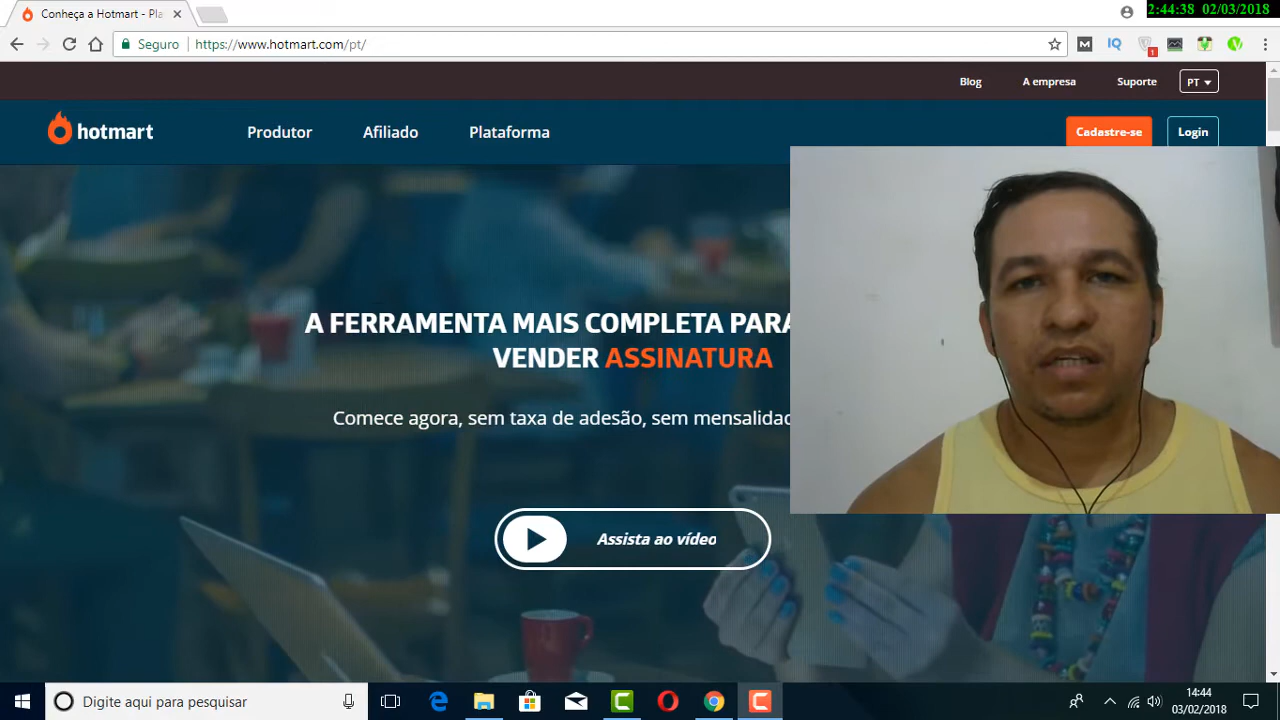 Conheça a Hotmart - Pla
2:44:38 02/03/2018
Seguro
https://www.hotmart.com/pt/
M
IQ
1
Blog
A empresa
Suporte
PT
hotmart
Produtor
Afiliado
Plataforma
Cadastre-se
Login
A FERRAMENTA MAIS COMPLETA PARA
VENDER ASSINATURA
Comece agora, sem taxa de adesão, sem mensalidad
Assista ao vídeo
Digite aqui para pesquisar
14:44
03/02/2018